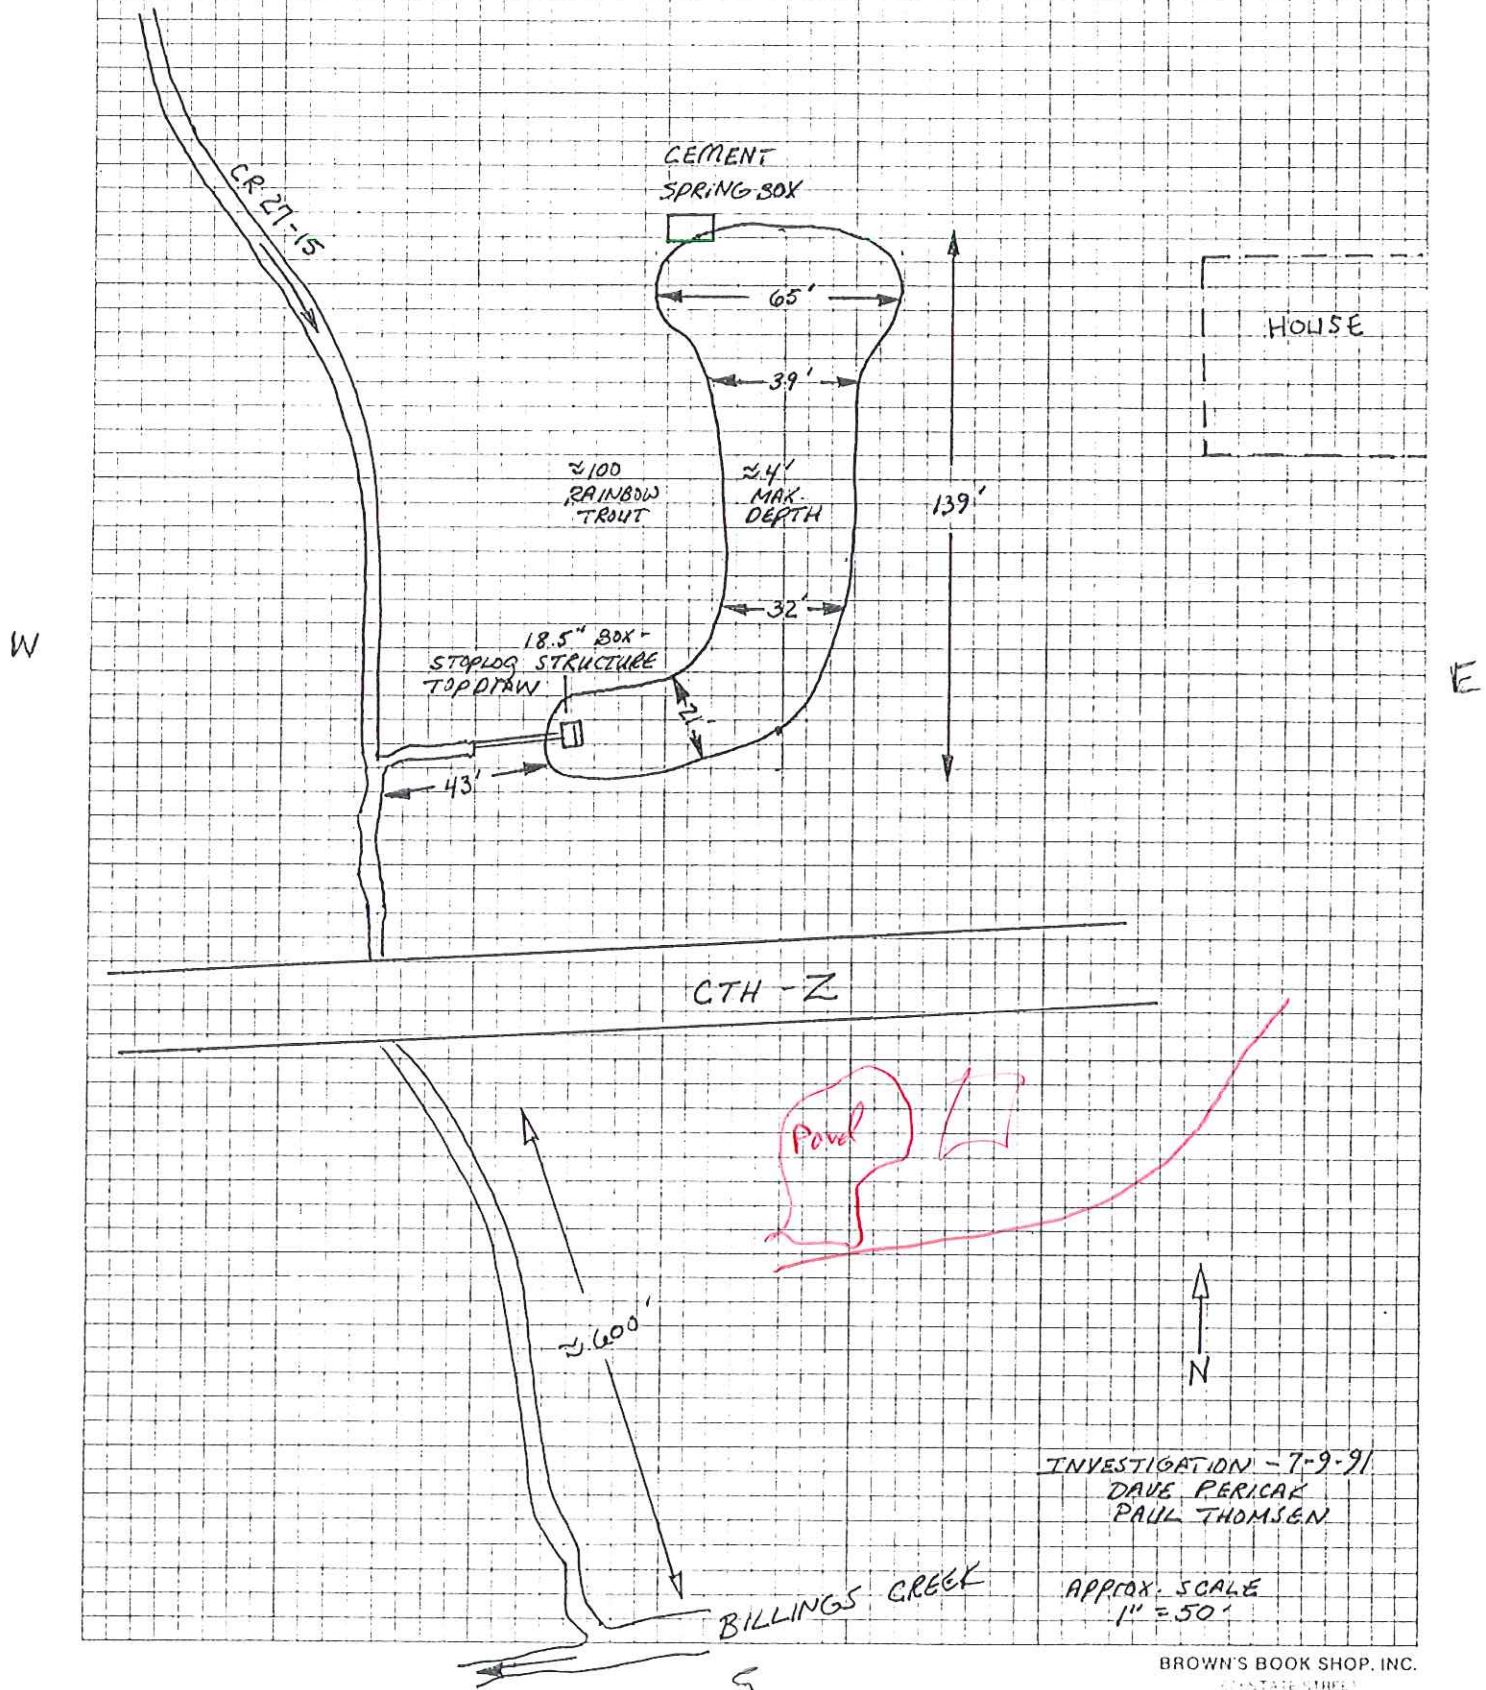 CEMENT
SPRING BOX
CR 27-15
65'
HOUSE
39'
≈100
RAINBOW
TROUT
≈4'
MAX.
DEPTH
139'
32'
W
18.5" BOX-
STOPLOG STRUCTURE
TOPDRAW
E
21'
43'
CTH - Z
Pond
≈600'
N
INVESTIGATION - 7-9-91
DAVE PERICAK
PAUL THOMSEN
BILLINGS CREEK
APPROX. SCALE
1" = 50'
BROWN'S BOOK SHOP, INC.
STATE STREET
S